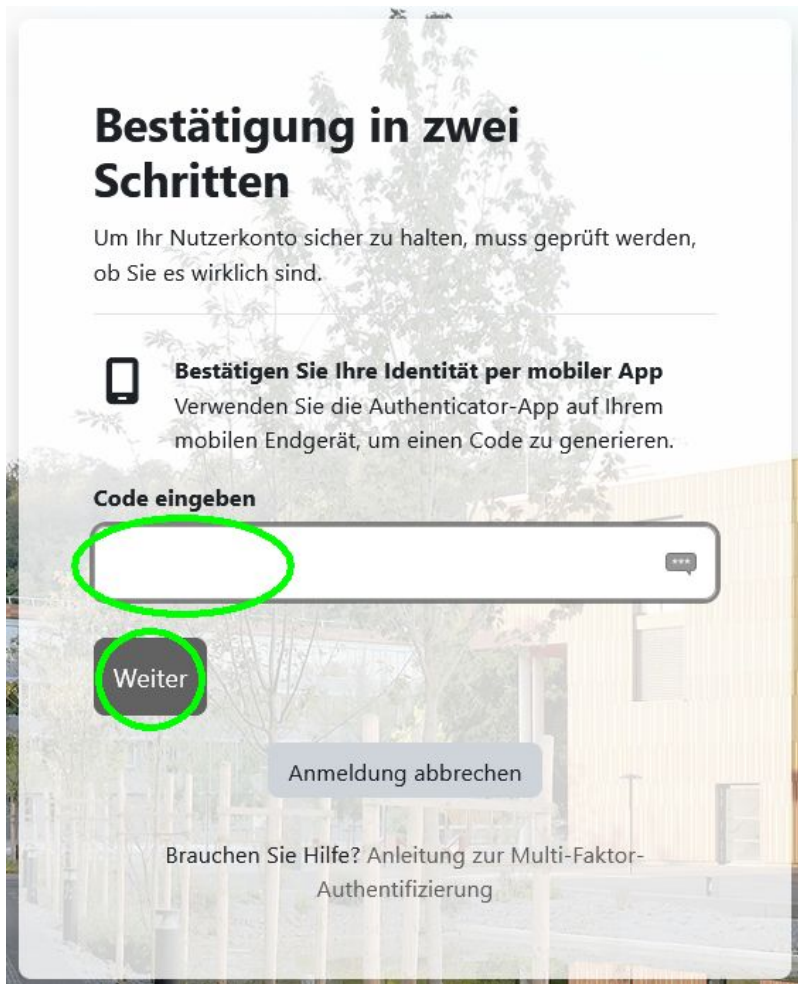 Bestätigung in zwei
Schritten
Um Ihr Nutzerkonto sicher zu halten, muss geprüft werden,
ob Sie es wirklich sind.
Bestätigen Sie Ihre Identität per mobiler App
Verwenden Sie die Authenticator-App auf Ihrem
mobilen Endgerät, um einen Code zu generieren.
Code eingeben
***
Weiter
Anmeldung abbrechen
Brauchen Sie Hilfe? Anleitung zur Multi-Faktor-
Authentifizierung